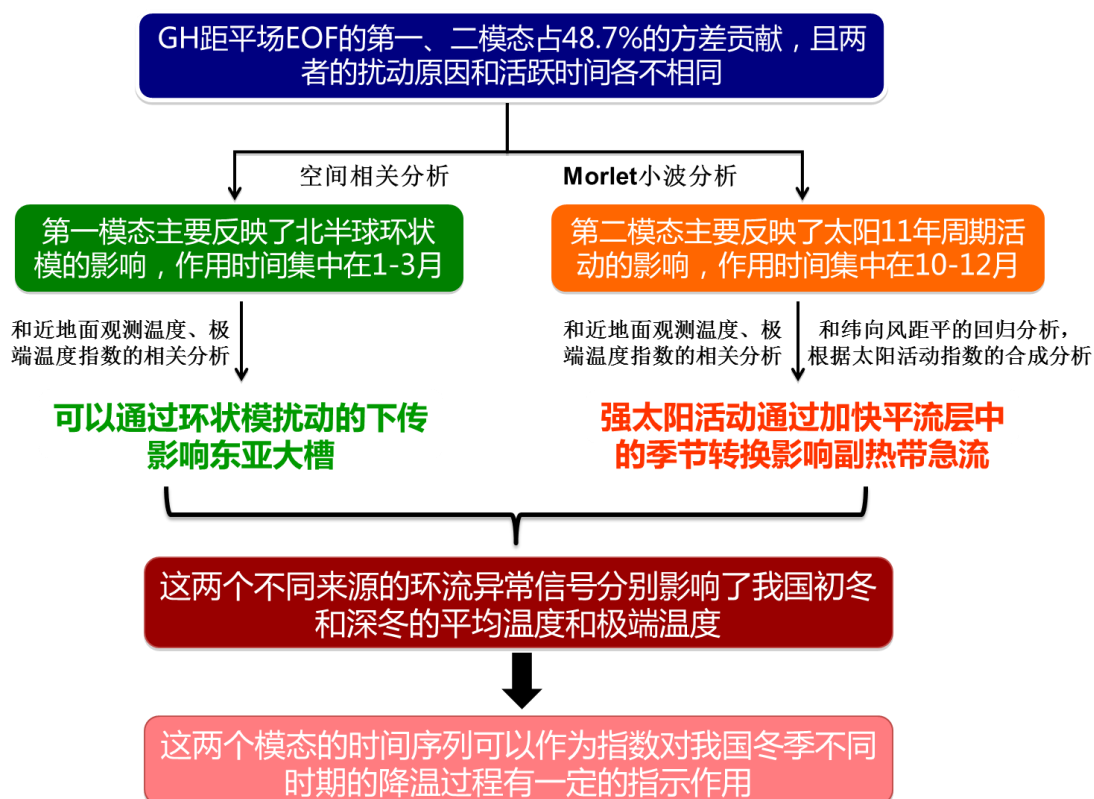 GH距平场EOF的第一、二模态占48.7%的方差贡献，且两
者的扰动原因和活跃时间各不相同
空间相关分析
Morlet小波分析
第一模态主要反映了北半球环状
模的影响，作用时间集中在1-3月
第二模态主要反映了太阳11年周期活
动的影响，作用时间集中在10-12月
和近地面观测温度、极
端温度指数的相关分析
和近地面观测温度、极
端温度指数的相关分析
和纬向风距平的回归分析，
根据太阳活动指数的合成分析
可以通过环状模扰动的下传
影响东亚大槽
强太阳活动通过加快平流层中
的季节转换影响副热带急流
这两个不同来源的环流异常信号分别影响了我国初冬
和深冬的平均温度和极端温度
这两个模态的时间序列可以作为指数对我国冬季不同
时期的降温过程有一定的指示作用